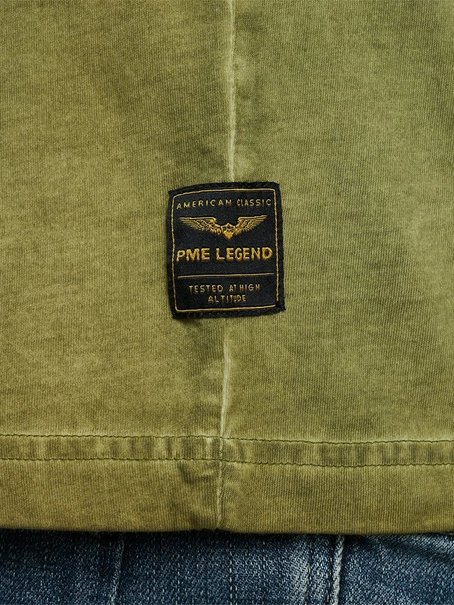 AMERICAN CLASSIC
PME LEGEND
TESTED AT HIGH
ALTITUDE